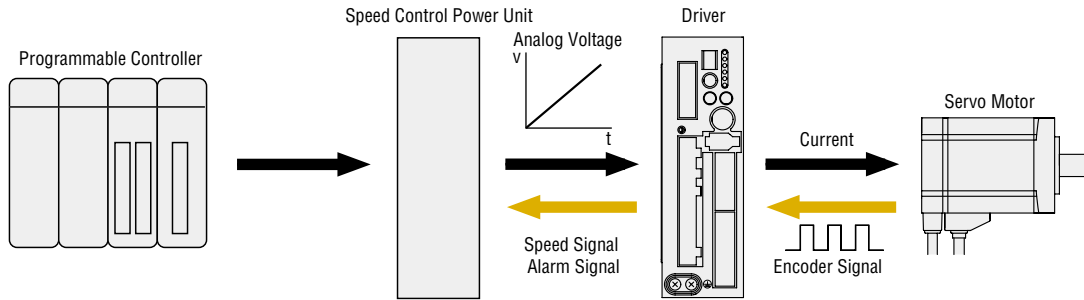 Speed Control Power Unit
Driver
Programmable Controller
Analog Voltage
v
t
Servo Motor
Current
Speed Signal
Alarm Signal
Encoder Signal